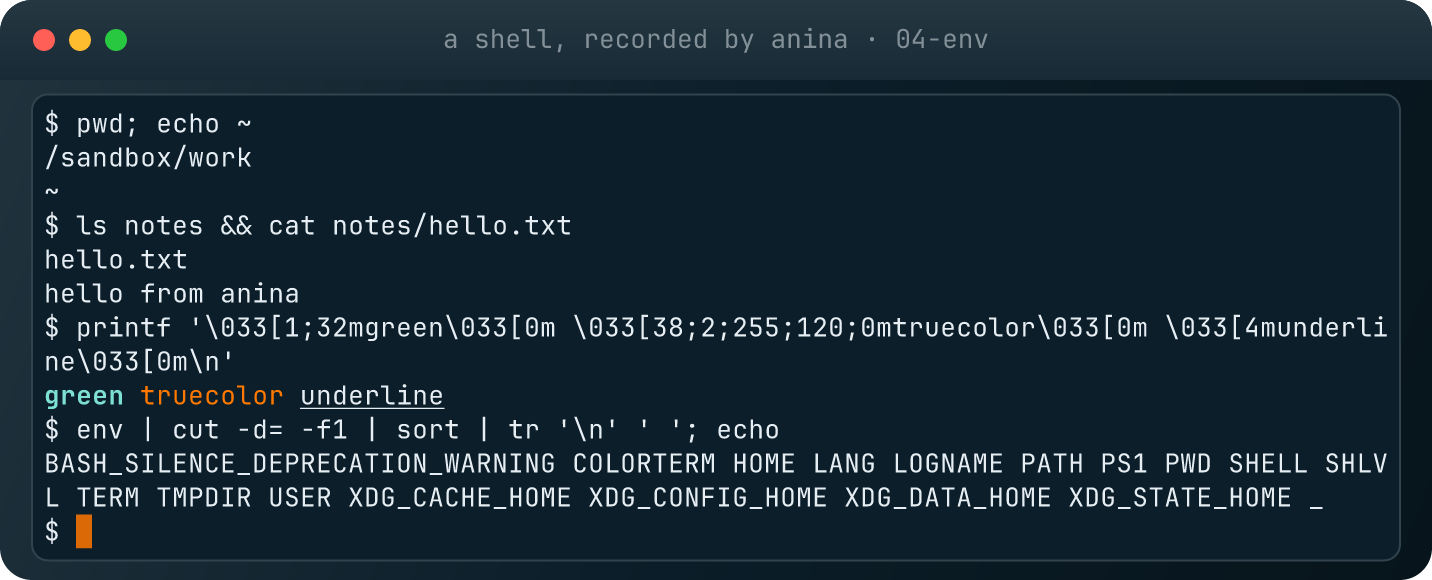 a shell, recorded by anina · 04-env
$ pwd; echo ~
/sandbox/work
~
$ ls notes && cat notes/hello.txt
hello.txt
hello from anina
$ printf '\033[1;32mgreen\033[0m \033[38;2;255;120;0mtruecolor\033[0m \033[4munderli
ne\033[0m\n'
green truecolor underline
$ env | cut -d= -f1 | sort | tr '\n' ' '; echo
BASH_SILENCE_DEPRECATION_WARNING COLORTERM HOME LANG LOGNAME PATH PS1 PWD SHELL SHLV
L TERM TMPDIR USER XDG_CACHE_HOME XDG_CONFIG_HOME XDG_DATA_HOME XDG_STATE_HOME _
$